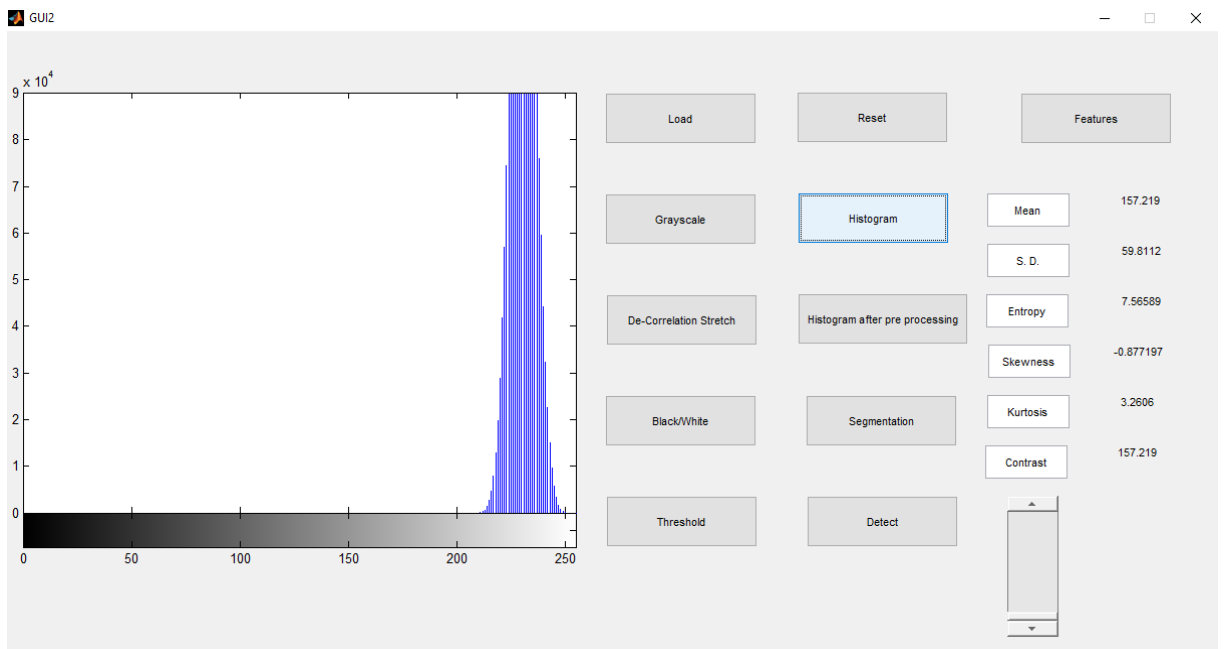 GUI2
x 10^4
9
8
7
6
5
4
3
2
1
0
0 50 100 150 200 250
Load Reset Features
Grayscale Histogram Mean 157.219
S. D. 59.8112
De-Correlation Stretch Histogram after pre processing Entropy 7.56589
Skewness -0.877197
Black/White Segmentation Kurtosis 3.2606
Contrast 157.219
Threshold Detect